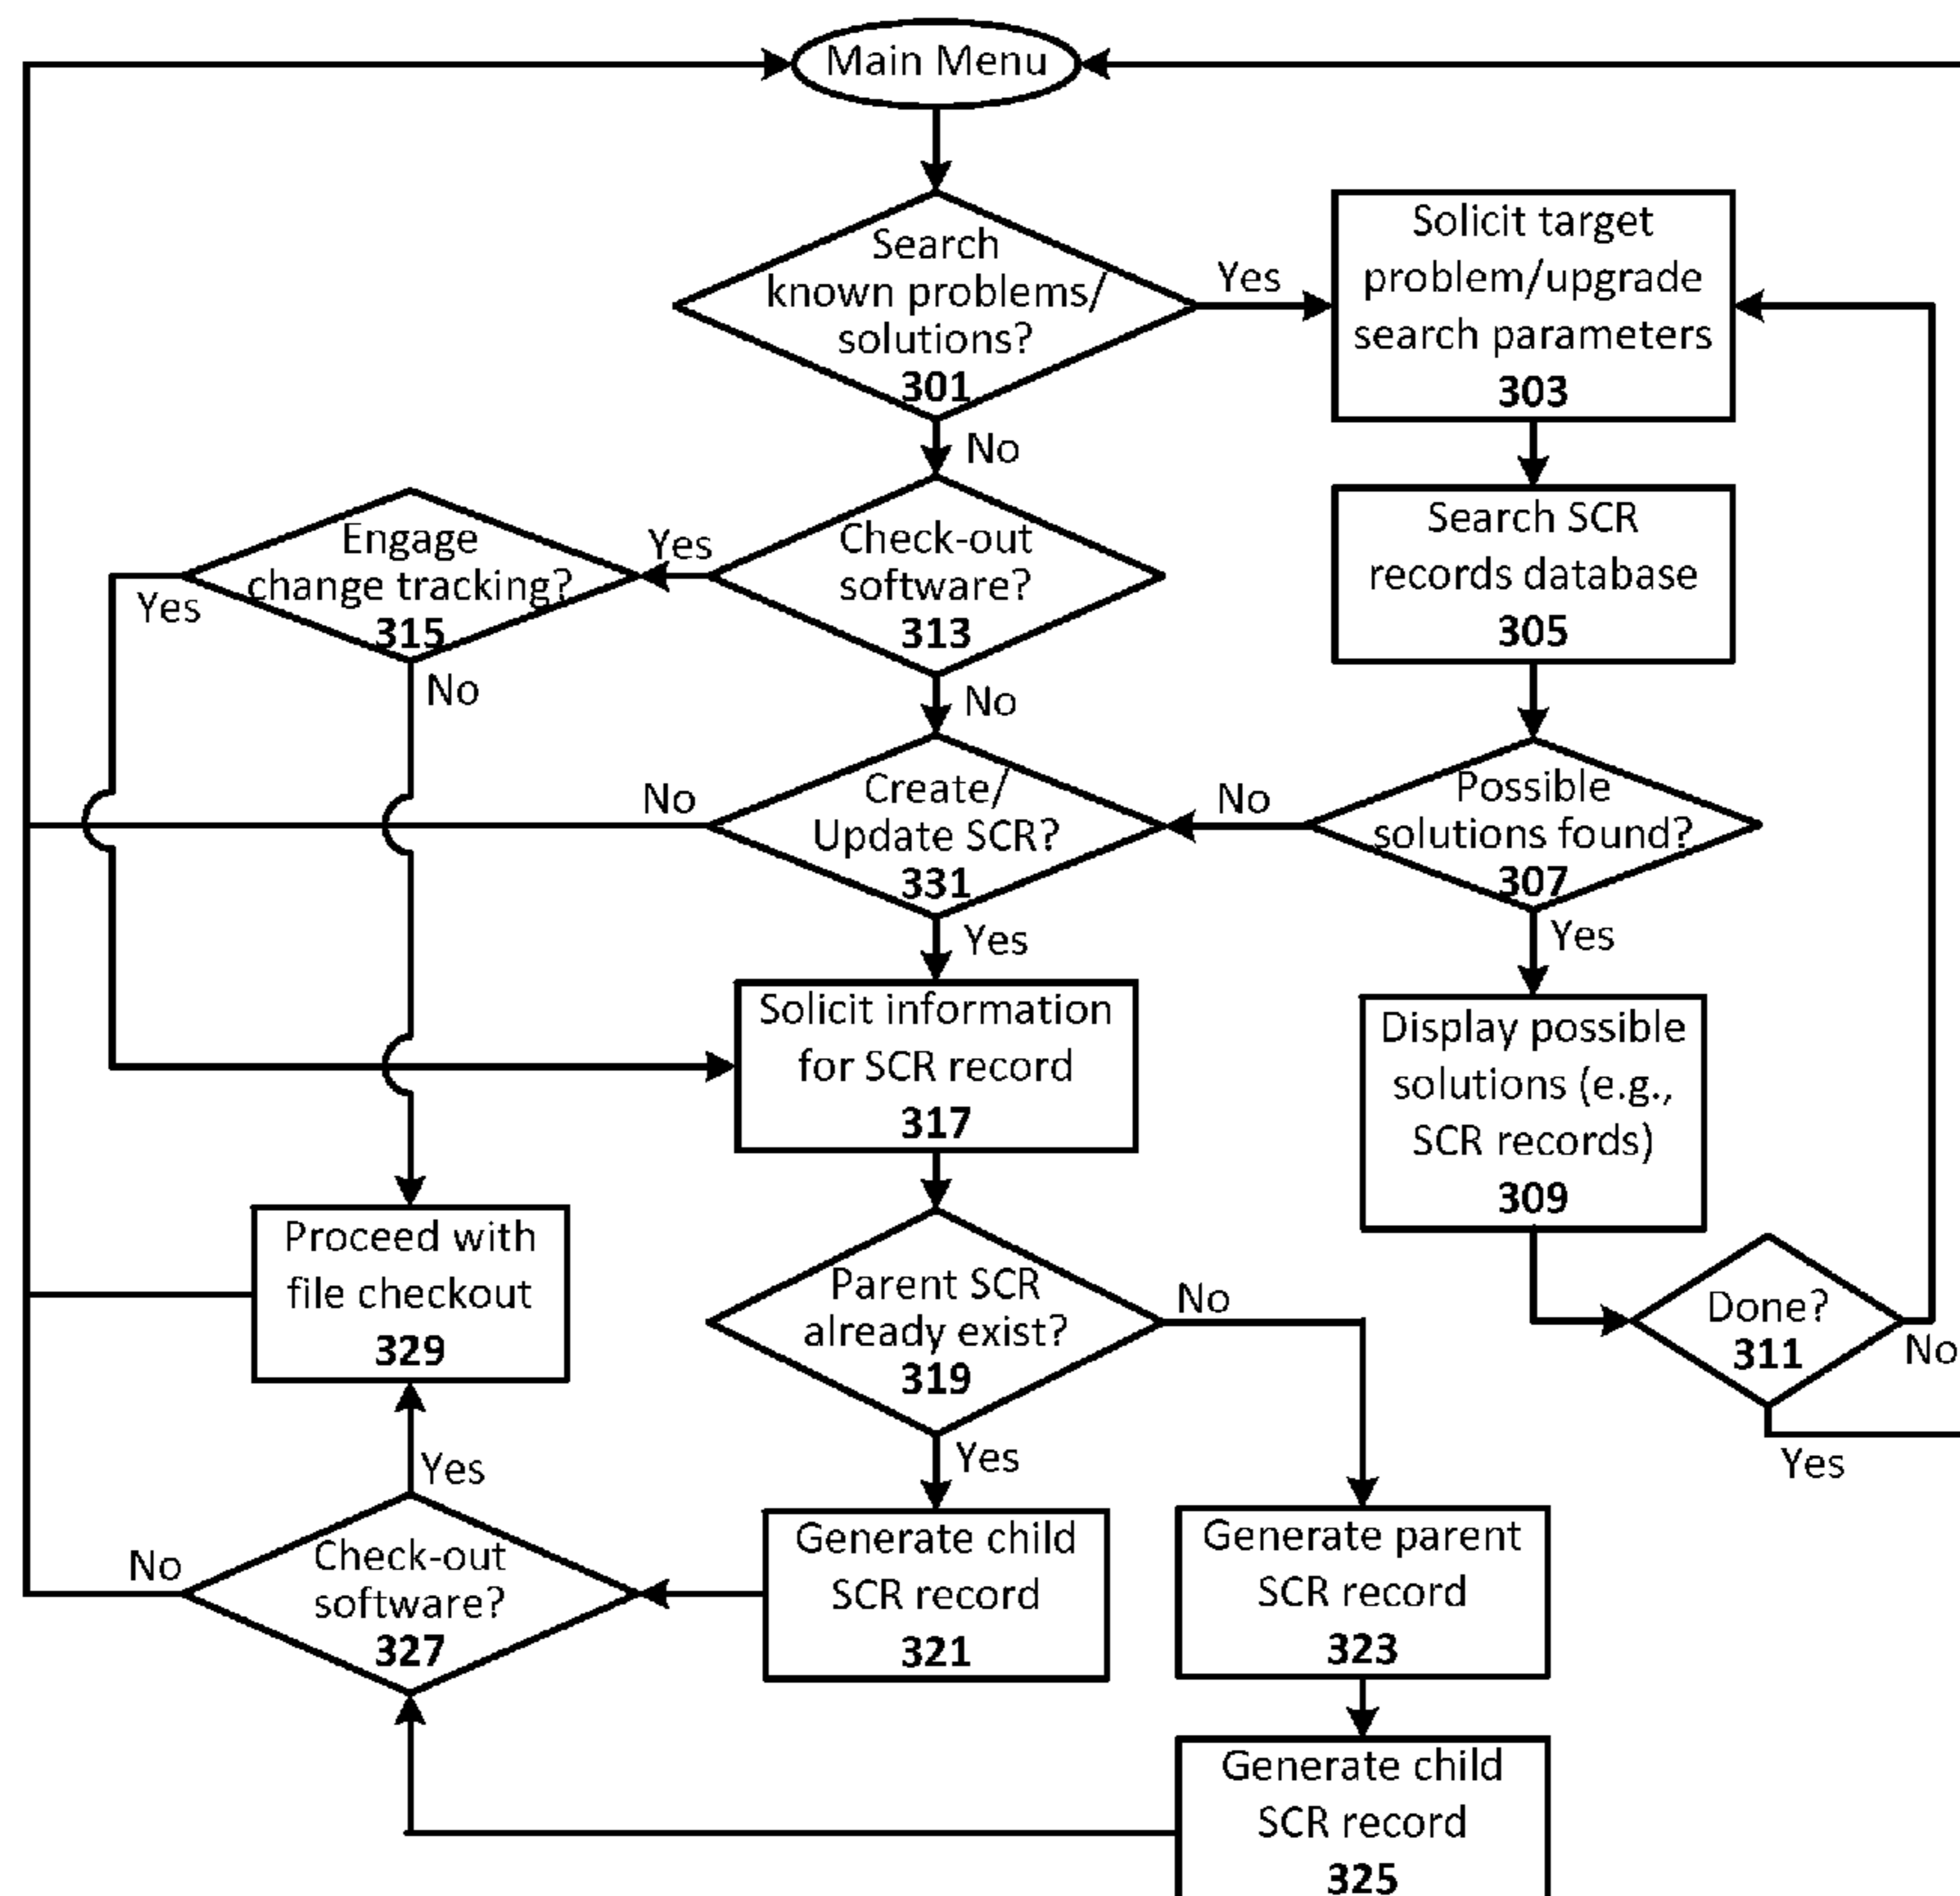 Main Menu
Search
known problems/
solutions?
301
Yes
No
Solicit target
problem/upgrade
search parameters
303
Engage
change tracking?
315
Yes
No
Yes
Check-out
software?
313
No
Search SCR
records database
305
No
Create/
Update SCR?
331
Yes
No
Possible
solutions found?
307
Yes
Solicit information
for SCR record
317
Display possible
solutions (e.g.,
SCR records)
309
Proceed with
file checkout
329
Parent SCR
already exist?
319
No
Yes
Done?
311
No
Yes
Yes
No
Check-out
software?
327
Generate child
SCR record
321
Generate parent
SCR record
323
Generate child
SCR record
325